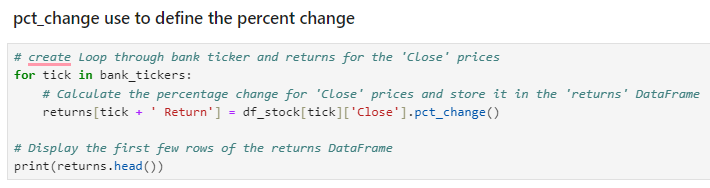 pct_change use to define the percent change
# create Loop through bank ticker and returns for the 'Close' prices
for tick in bank_tickers:
    # Calculate the percentage change for 'Close' prices and store it in the 'returns' DataFrame
    returns[tick + ' Return'] = df_stock[tick]['Close'].pct_change()
# Display the first few rows of the returns DataFrame
print(returns.head())